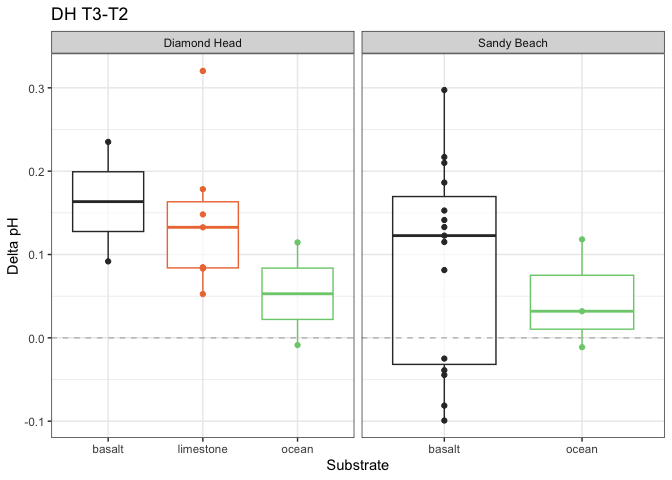 DH T3-T2
Diamond Head
Sandy Beach
Delta pH
0.3
0.2
0.1
0.0
-0.1
basalt
limestone
ocean
basalt
ocean
Substrate